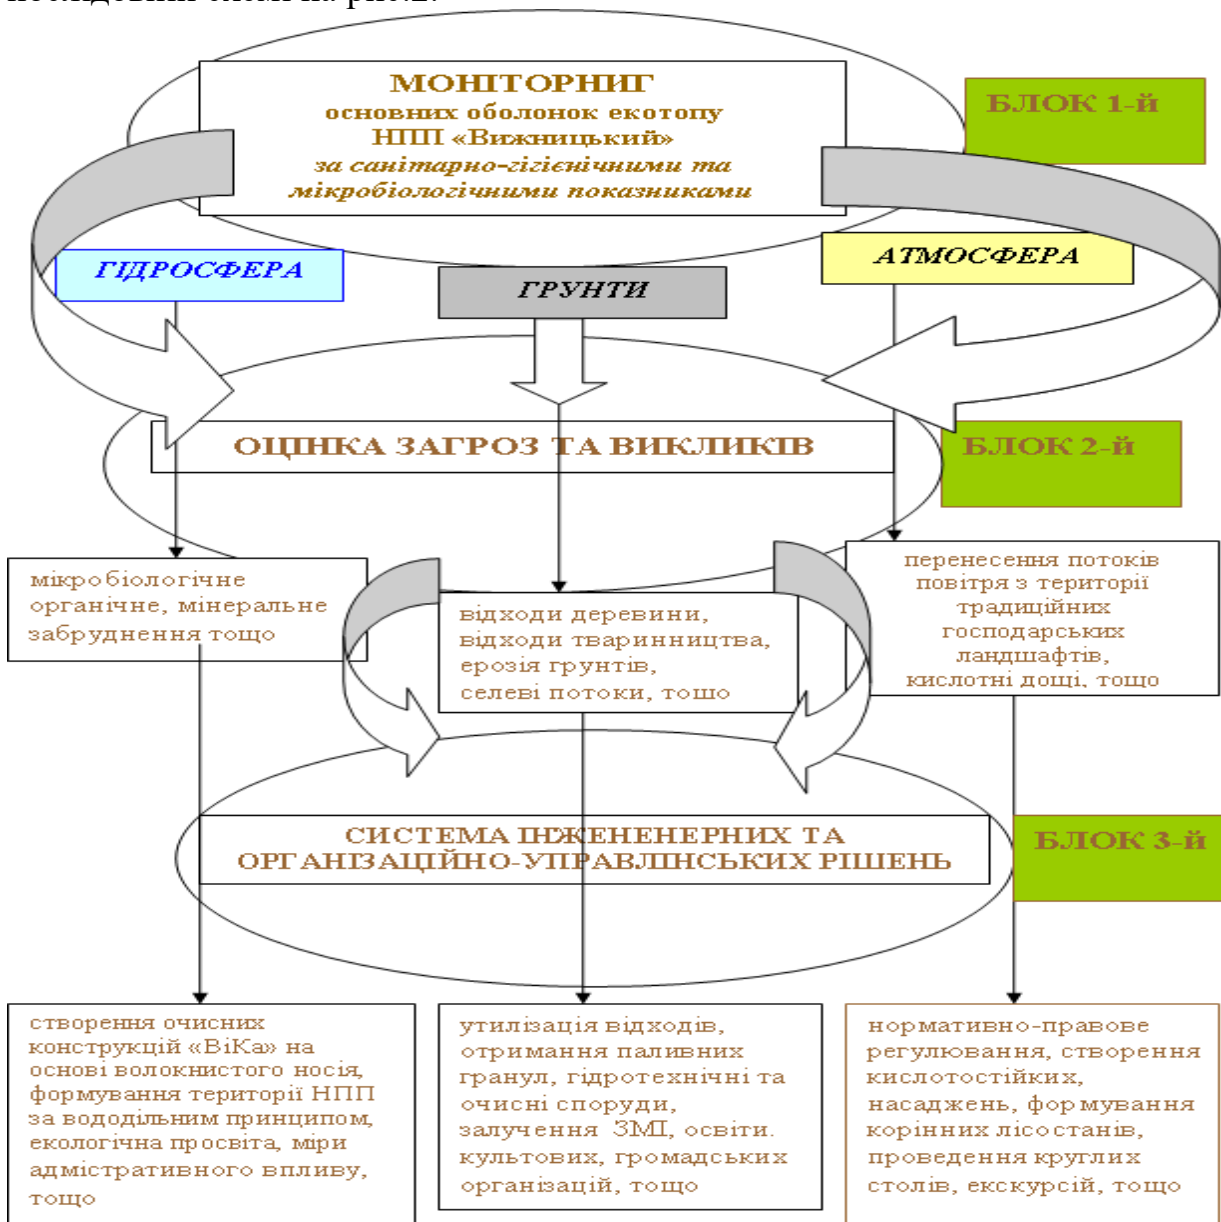 МОНІТОРНИГ
основних оболонок екотопу
НПП «Вижницький»
за санітарно-гігієнічними та
мікробіологічними показниками
БЛОК 1-й
ГІДРОСФЕРА
ГРУНТИ
АТМОСФЕРА
ОЦІНКА ЗАГРОЗ ТА ВИКЛИКІВ
БЛОК 2-й
мікробіологічне
органічне, мінеральне
забруднення тощо
відходи деревини,
відходи тваринництва,
ерозія грунтів,
селеві потоки, тошо
перенесення потоків
повітря з території
традиційних
господарських
ландшафтів,
кислотні дощі, тощо
СИСТЕМА ІНЖЕНЕНЕРНИХ ТА
ОРГАНІЗАЦІЙНО-УПРАВЛІНСЬКИХ РІШЕНЬ
БЛОК 3-й
створення очисних
конструкцій «ВіКа» на
основі волокнистого носія,
формування території НПП
за вододільним принципом,
екологічна просвіта, міри
адмістративного впливу,
тощо
утилізація відходів,
отримання паливних
гранул, гідротехнічні та
очисні споруди,
залучення ЗМІ, освіти.
культових, громадських
організацій, тощо
нормативно-правове
регулювання, створення
кислотостійких,
насаджень, формування
корінних лісостанів,
проведення круглих
столів, екскурсій, тощо